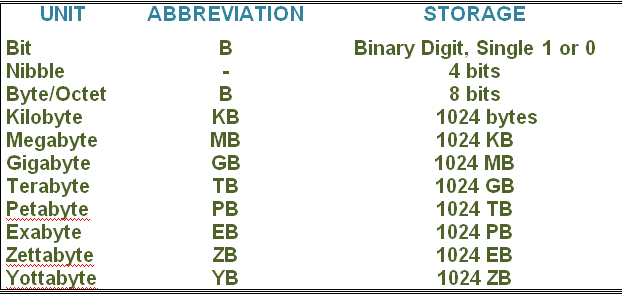 UNIT ABBREVIATION STORAGE
Bit B Binary Digit, Single 1 or 0
Nibble - 4 bits
Byte/Octet B 8 bits
Kilobyte KB 1024 bytes
Megabyte MB 1024 KB
Gigabyte GB 1024 MB
Terabyte TB 1024 GB
Petabyte PB 1024 TB
Exabyte EB 1024 PB
Zettabyte ZB 1024 EB
Yottabyte YB 1024 ZB